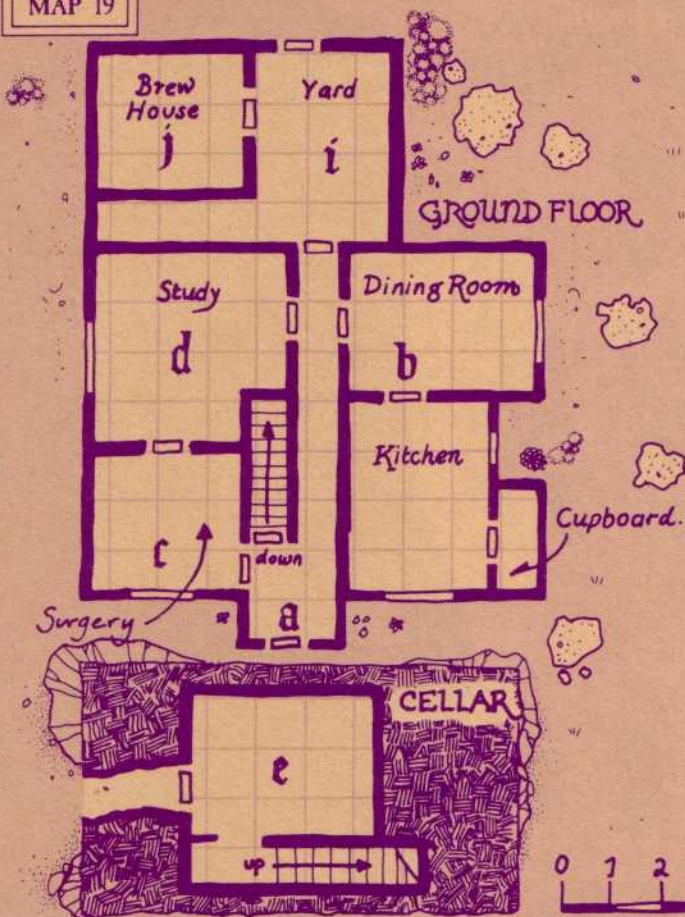 MAP 19
Brew
House
j
Yard
i
GROUND FLOOR
Study
d
Dining Room
b
Kitchen
Cupboard.
c
down
Surgery
a
CELLAR
e
up
0 1 2